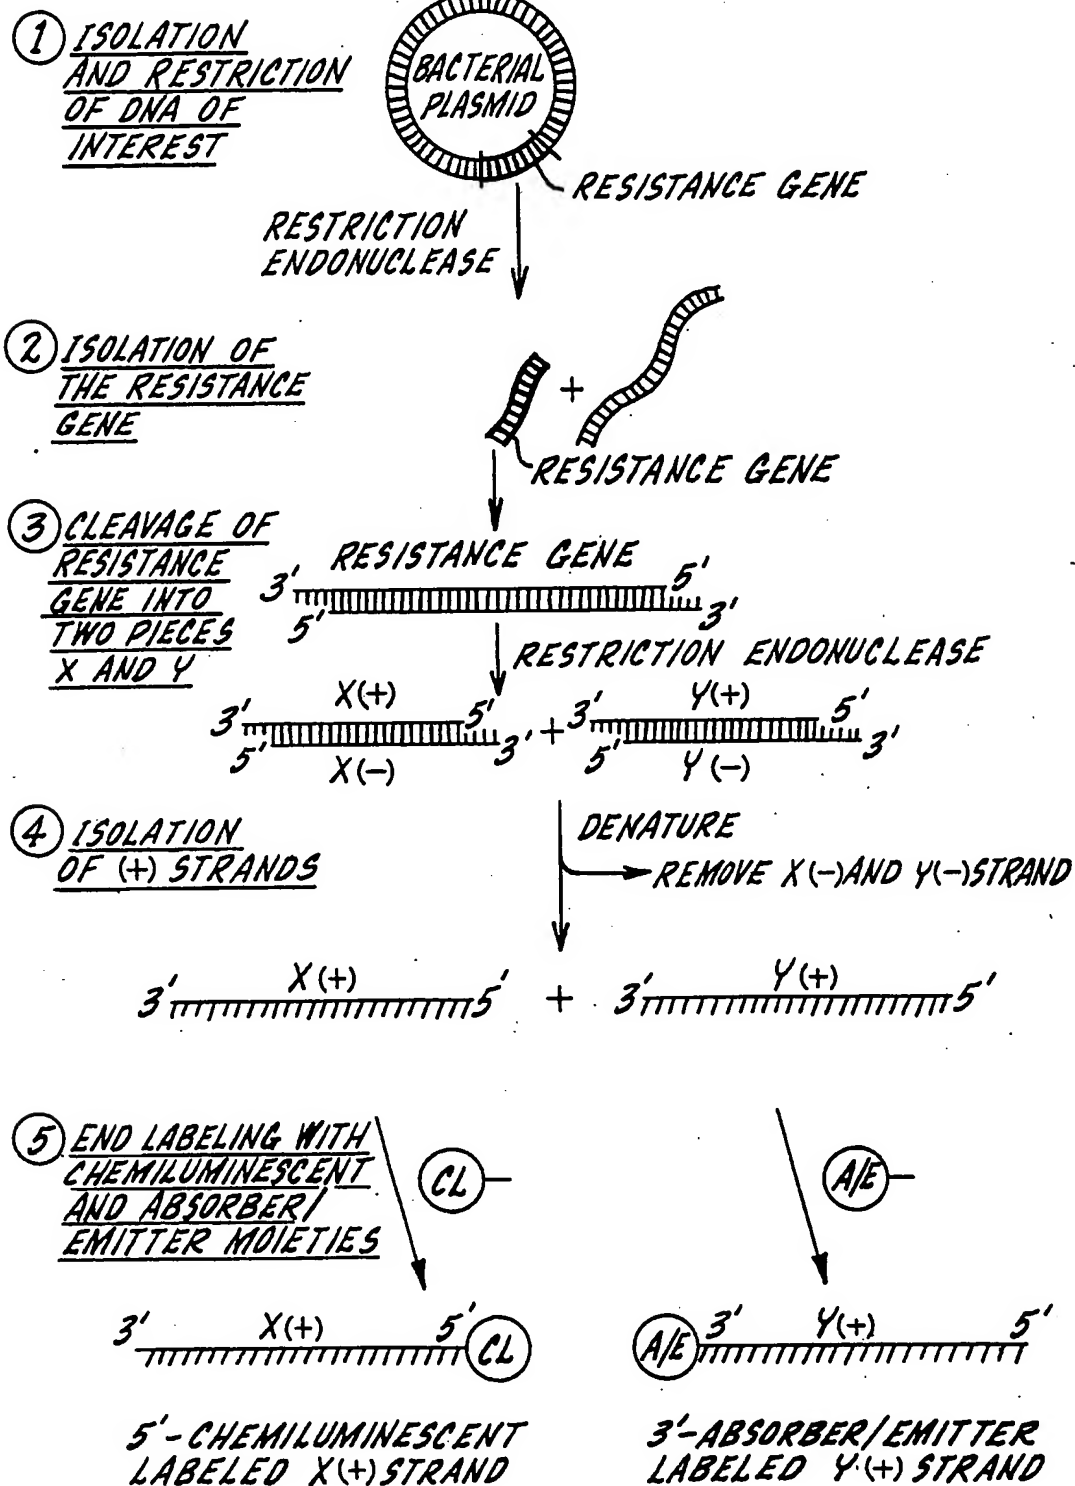 1 ISOLATION
AND RESTRICTION
OF DNA OF
INTEREST
BACTERIAL
PLASMID
RESISTANCE GENE
RESTRICTION
ENDONUCLEASE
2 ISOLATION OF
THE RESISTANCE
GENE
+
RESISTANCE GENE
3 CLEAVAGE OF
RESISTANCE
GENE INTO
TWO PIECES
X AND Y
RESISTANCE GENE
3' 5'
5' 3'
RESTRICTION ENDONUCLEASE
X(+) Y(+)
3' 5' + 3' 5'
5' 3' 5' 3'
X(-) Y(-)
4 ISOLATION
OF (+) STRANDS
DENATURE
REMOVE X(-) AND Y(-) STRAND
X(+) Y(+)
3' 5' + 3' 5'
5 END LABELING WITH
CHEMILUMINESCENT
AND ABSORBER/
EMITTER MOIETIES
CL A/E
3' X(+) 5' CL
A/E 3' Y(+) 5'
5'-CHEMILUMINESCENT
LABELED X(+) STRAND
3'-ABSORBER/EMITTER
LABELED Y(+) STRAND